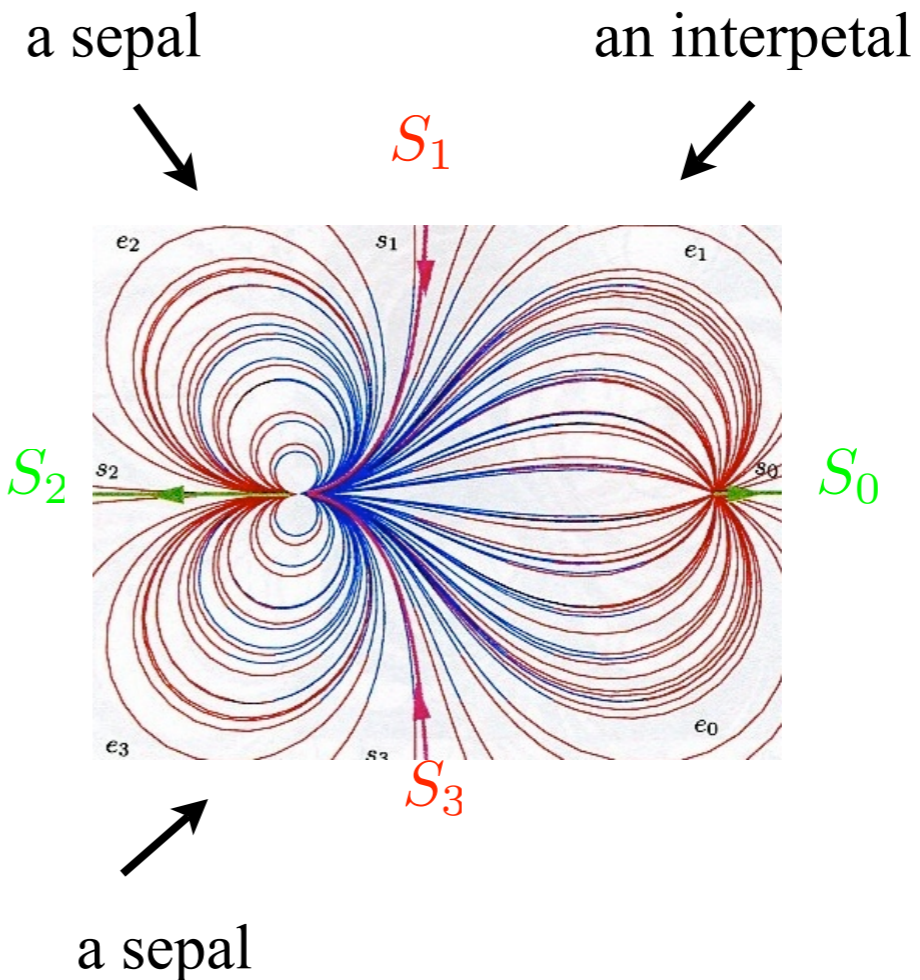 a sepal
an interpetal
S₁
e₂
s₁
e₁
S₂
s₂
s₀
S₀
e₃
s₃
e₀
S₃
a sepal